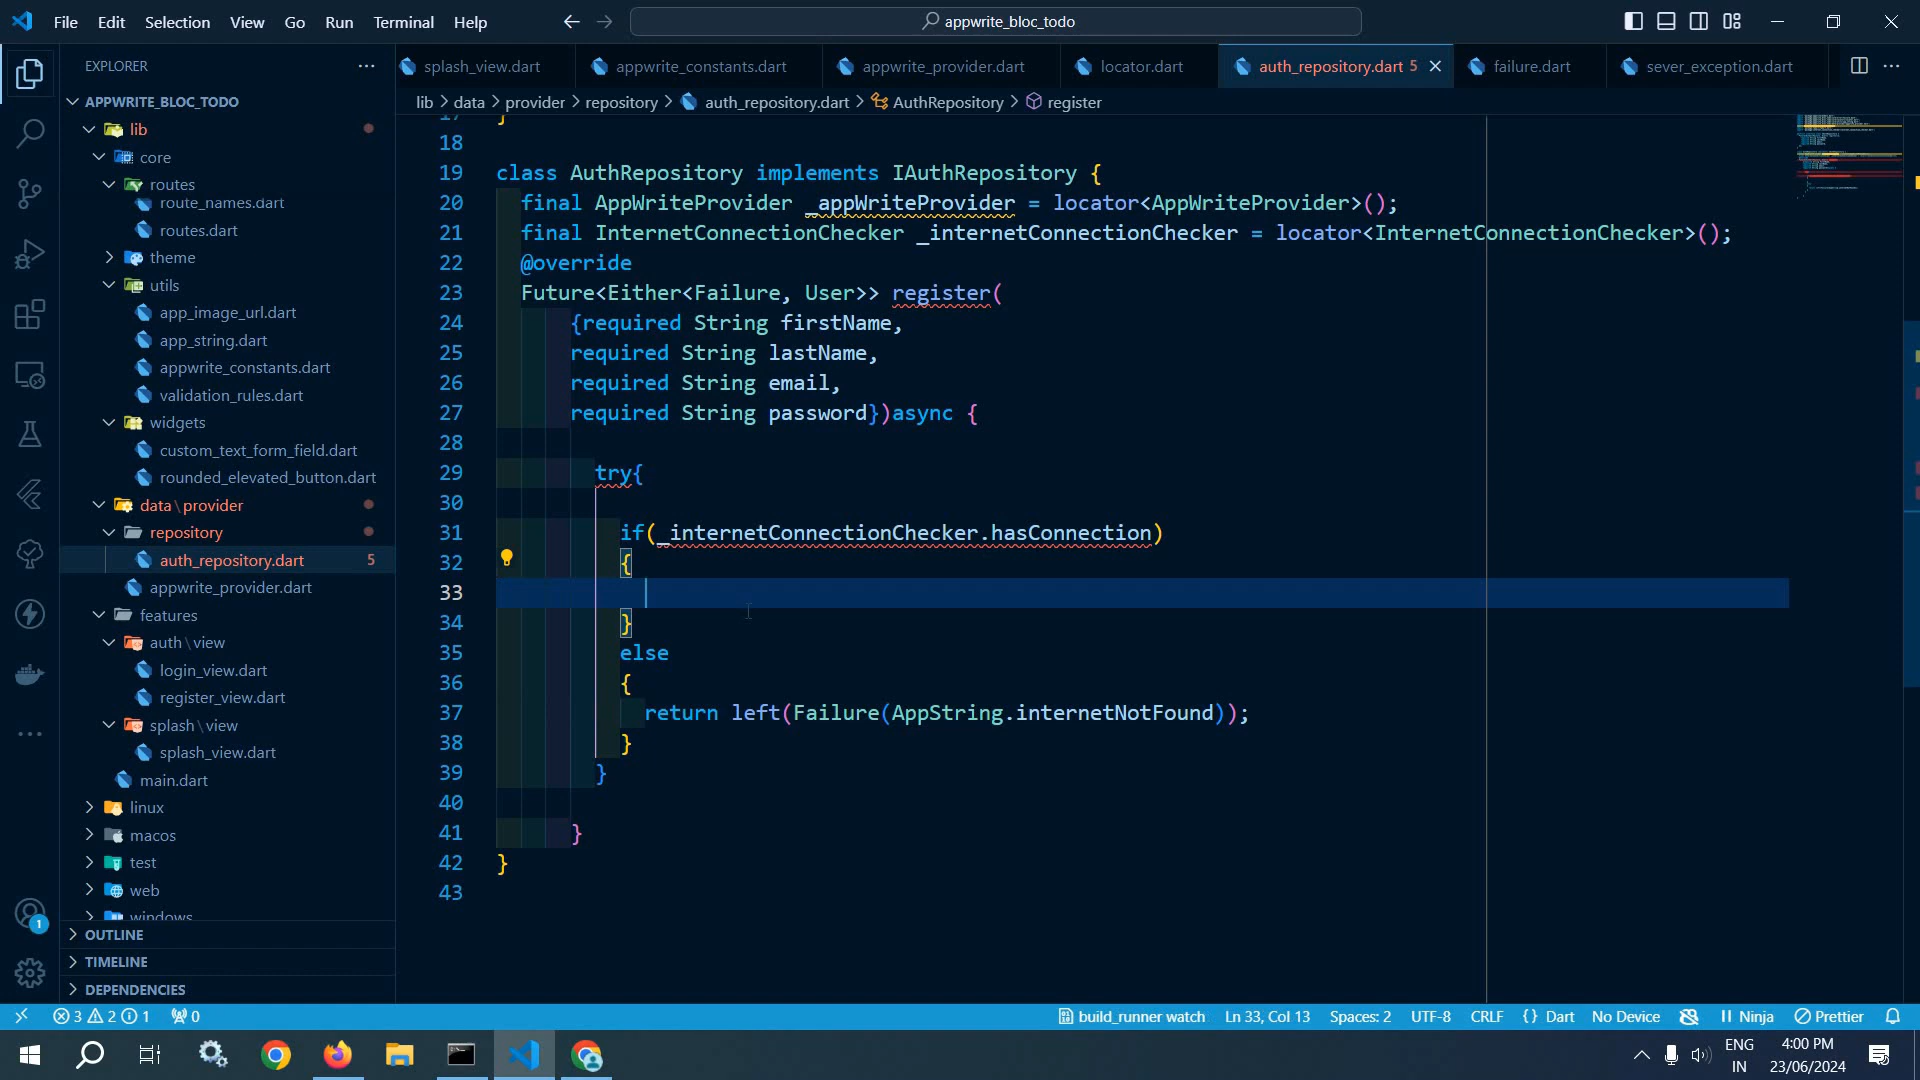 File Edit Selection View Go Run Terminal Help
appwrite_bloc_todo
EXPLORER
APPWRITE_BLOC_TODO
lib
core
routes
route_names.dart
routes.dart
theme
utils
app_image_url.dart
app_string.dart
appwrite_constants.dart
validation_rules.dart
widgets
custom_text_form_field.dart
rounded_elevated_button.dart
data\provider
repository
auth_repository.dart 5
appwrite_provider.dart
features
auth\view
login_view.dart
register_view.dart
splash\view
splash_view.dart
main.dart
linux
macos
test
web
windows
OUTLINE
TIMELINE
DEPENDENCIES
splash_view.dart appwrite_constants.dart appwrite_provider.dart locator.dart auth_repository.dart 5 failure.dart sever_exception.dart
lib > data > provider > repository > auth_repository.dart > AuthRepository > register
17 }
18
19 class AuthRepository implements IAuthRepository {
20 final AppWriteProvider _appWriteProvider = locator<AppWriteProvider>();
21 final InternetConnectionChecker _internetConnectionChecker = locator<InternetConnectionChecker>();
22 @override
23 Future<Either<Failure, User>> register(
24 {required String firstName,
25 required String lastName,
26 required String email,
27 required String password})async {
28
29 try{
30
31 if(_internetConnectionChecker.hasConnection)
32 {
33
34 }
35 else
36 {
37 return left(Failure(AppString.internetNotFound));
38 }
39 }
40
41 }
42 }
43
1
3 2 1 0
build_runner watch Ln 33, Col 13 Spaces: 2 UTF-8 CRLF {} Dart No Device Ninja Prettier
ENG
IN
4:00 PM
23/06/2024